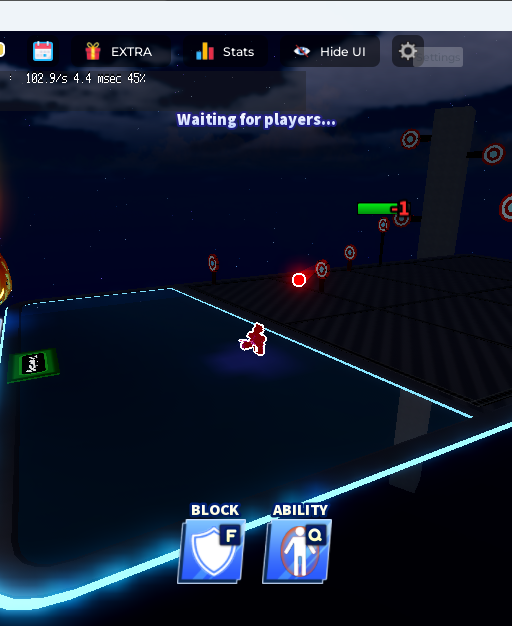 EXTRA
Stats
Hide UI
Settings
: 102.9/s 4.4 msec 45%
Waiting for players...
-1
BLOCK
ABILITY
F
Q